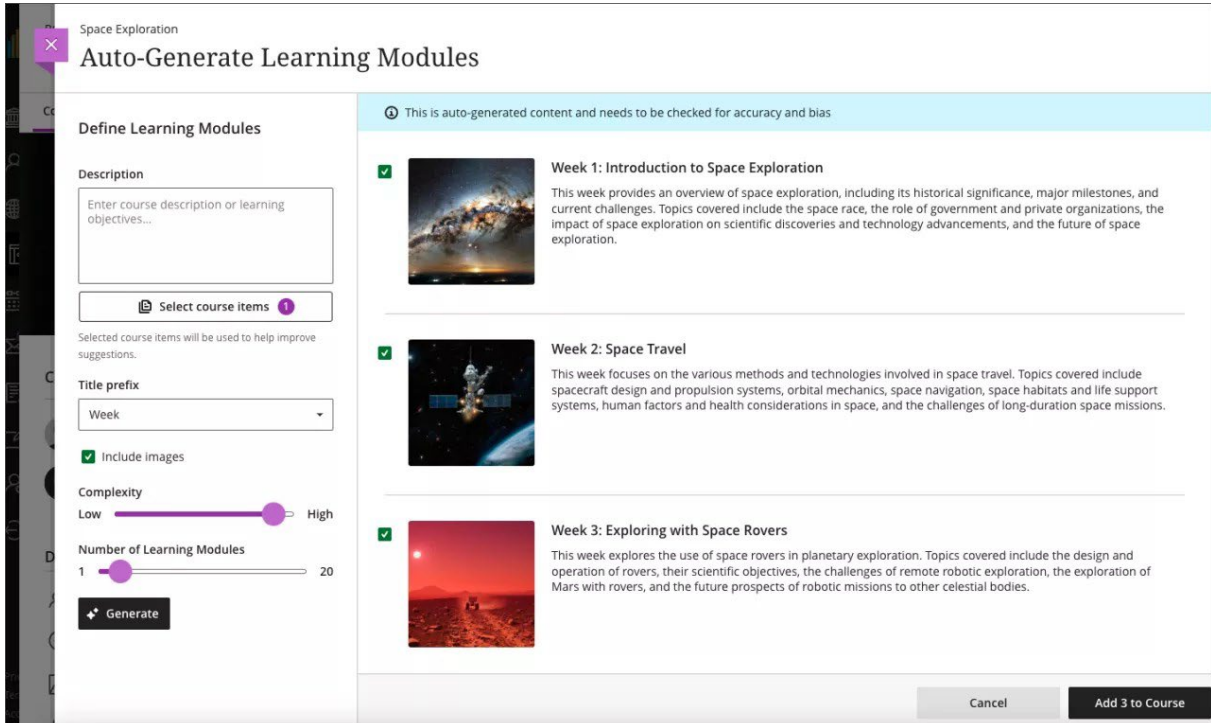 Space Exploration
Auto-Generate Learning Modules
Define Learning Modules
Description
Enter course description or learning
objectives...
Select course items 1
Selected course items will be used to help improve
suggestions.
Title prefix
Week
Include images
Complexity
Low High
Number of Learning Modules
1 20
Generate
This is auto-generated content and needs to be checked for accuracy and bias
Week 1: Introduction to Space Exploration
This week provides an overview of space exploration, including its historical significance, major milestones, and
current challenges. Topics covered include the space race, the role of government and private organizations, the
impact of space exploration on scientific discoveries and technology advancements, and the future of space
exploration.
Week 2: Space Travel
This week focuses on the various methods and technologies involved in space travel. Topics covered include
spacecraft design and propulsion systems, orbital mechanics, space navigation, space habitats and life support
systems, human factors and health considerations in space, and the challenges of long-duration space missions.
Week 3: Exploring with Space Rovers
This week explores the use of space rovers in planetary exploration. Topics covered include the design and
operation of rovers, their scientific objectives, the challenges of remote robotic exploration, the exploration of
Mars with rovers, and the future prospects of robotic missions to other celestial bodies.
Cancel
Add 3 to Course